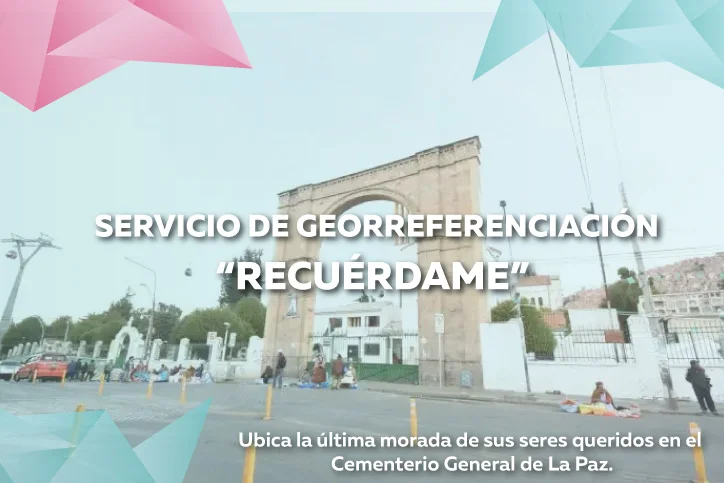 SERVICIO DE GEORREFERENCIACIÓN
“RECUÉRDAME”
Ubica la última morada de sus seres queridos en el
Cementerio General de La Paz.